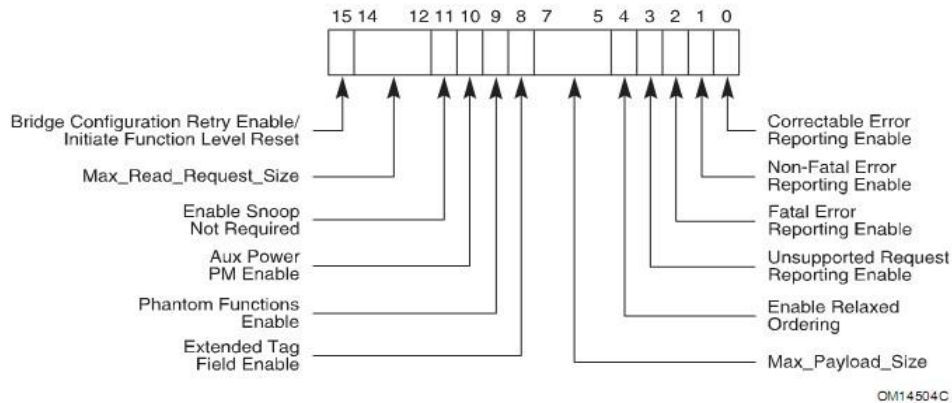 15 14 12 11 10 9 8 7 5 4 3 2 1 0
Bridge Configuration Retry Enable/
Initiate Function Level Reset
Max_Read_Request_Size
Enable Snoop
Not Required
Aux Power
PM Enable
Phantom Functions
Enable
Extended Tag
Field Enable
Correctable Error
Reporting Enable
Non-Fatal Error
Reporting Enable
Fatal Error
Reporting Enable
Unsupported Request
Reporting Enable
Enable Relaxed
Ordering
Max_Payload_Size
OM14504C